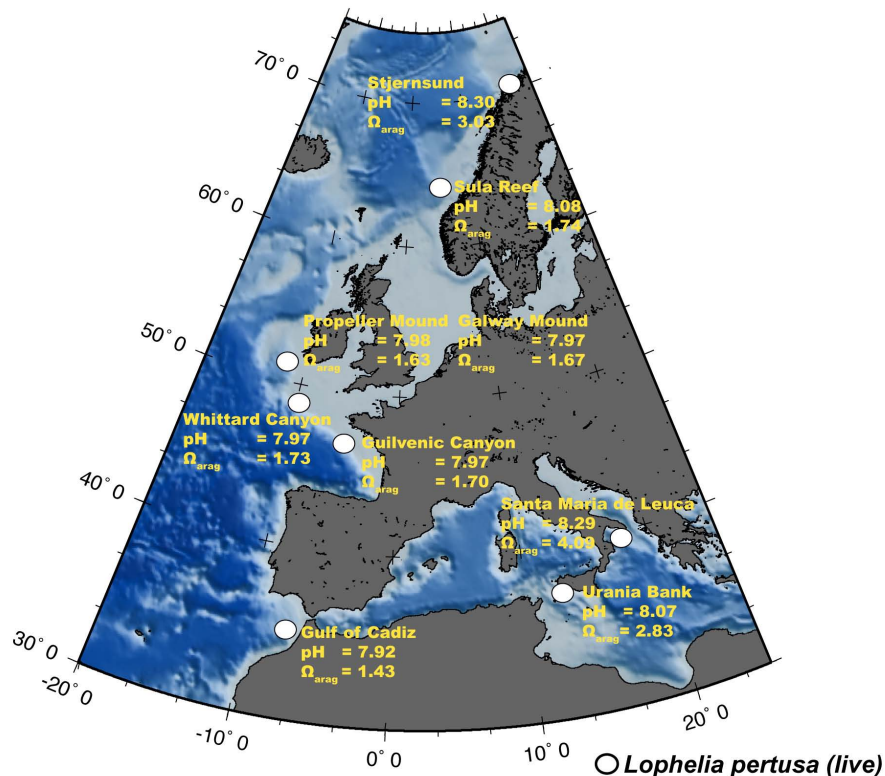 70° 0
Stjernsund
pH = 8.30
Ωarag = 3.03
60° 0
Sula Reef
pH = 8.08
Ωarag = 1.74
50° 0
Propeller Mound
pH = 7.98
Ωarag = 1.63
Galway Mound
pH = 7.97
Ωarag = 1.67
Whittard Canyon
pH = 7.97
Ωarag = 1.73
Guilvenic Canyon
pH = 7.97
Ωarag = 1.70
40° 0
Santa Maria de Leuca
pH = 8.29
Ωarag = 4.09
Urania Bank
pH = 8.07
Ωarag = 2.83
Gulf of Cadiz
pH = 7.92
Ωarag = 1.43
30° 0
-20° 0
-10° 0
0° 0
10° 0
20° 0
Lophelia pertusa (live)